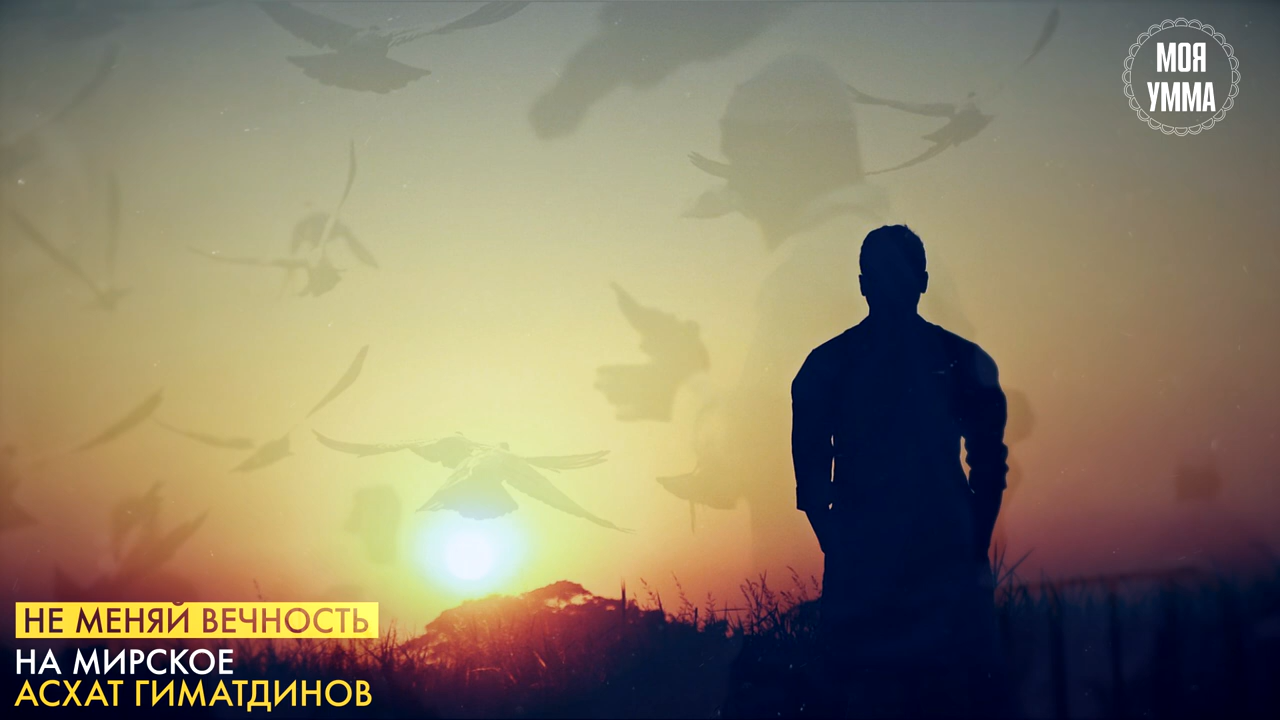 МОЯ
УММА
НЕ МЕНЯЙ ВЕЧНОСТЬ
НА МИРСКОЕ
АСХАТ ГИМАТДИНОВ